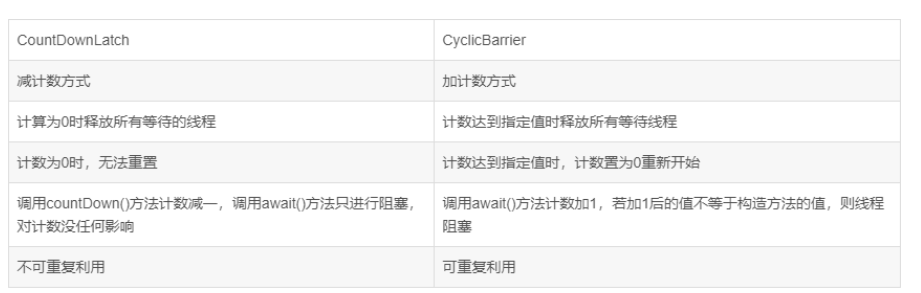 CountDownLatch
CyclicBarrier
减计数方式
加计数方式
计算为0时释放所有等待的线程
计数达到指定值时释放所有等待线程
计数为0时，无法重置
计数达到指定值时，计数置为0重新开始
调用countDown()方法计数减一，调用await()方法只进行阻塞，
对计数没任何影响
调用await()方法计数加1，若加1后的值不等于构造方法的值，则线程
阻塞
不可重复利用
可重复利用